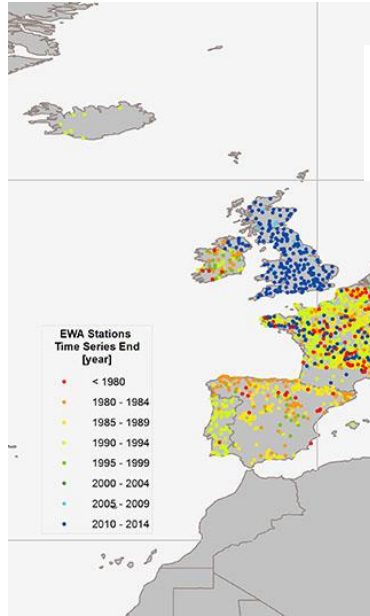 EWA Stations
Time Series End
[year]
< 1980
1980 - 1984
1985 - 1989
1990 - 1994
1995 - 1999
2000 - 2004
2005 - 2009
2010 - 2014